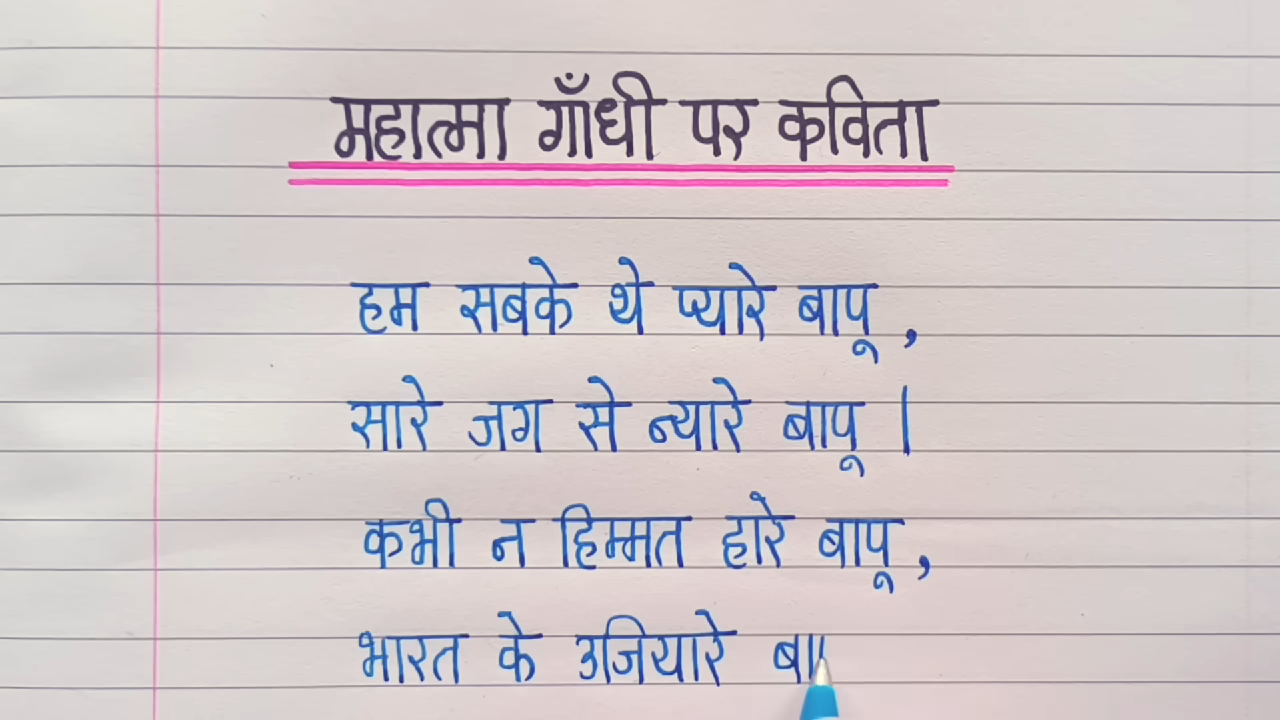 महात्मा गाँधी पर कविता
हम सबके थे प्यारे बापू ,
सारे जग से न्यारे बापू ।
कभी न हिम्मत हारे बापू ,
भारत के उजियारे बा